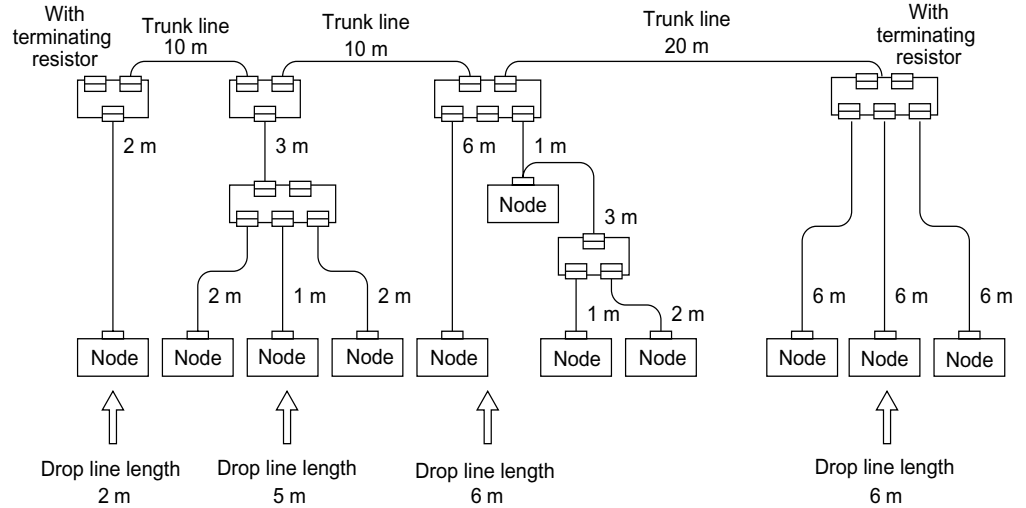 With
terminating
resistor
Trunk line
10 m
Trunk line
10 m
Trunk line
20 m
With
terminating
resistor
2 m
3 m
6 m
1 m
Node
3 m
2 m
1 m
2 m
1 m
2 m
6 m
6 m
6 m
Node
Node
Node
Node
Node
Node
Node
Node
Node
Node
Drop line length
2 m
Drop line length
5 m
Drop line length
6 m
Drop line length
6 m